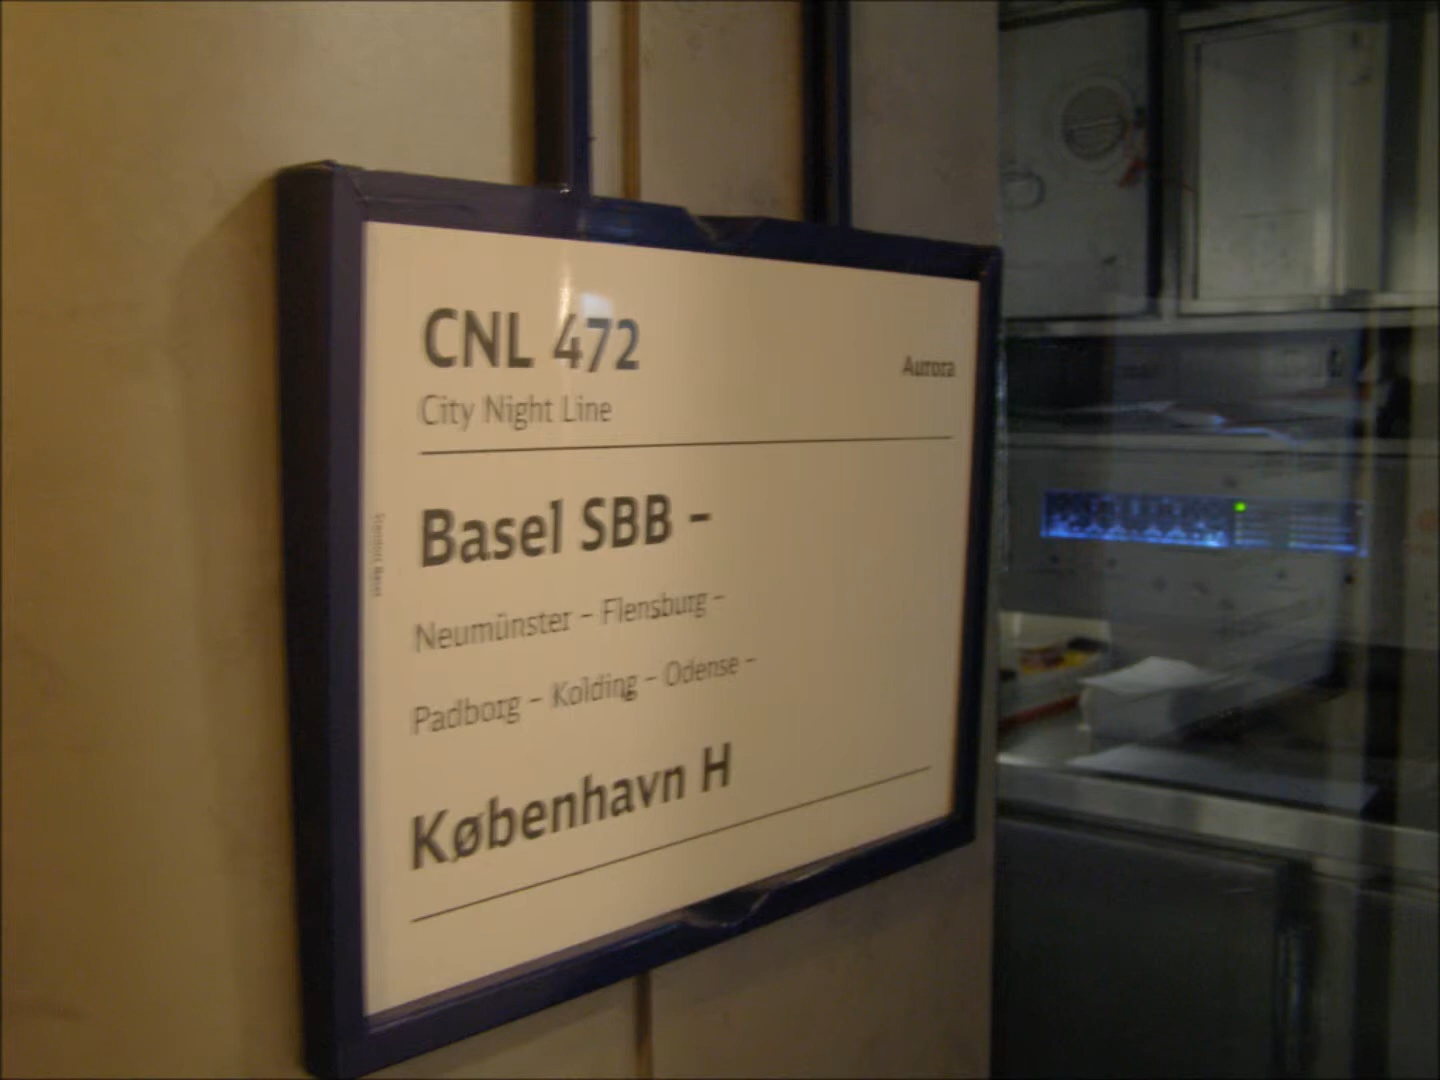 CNL 472
Aurora
City Night Line
Basel SBB –
Neumünster – Flensburg –
Padborg – Kolding – Odense –
København H